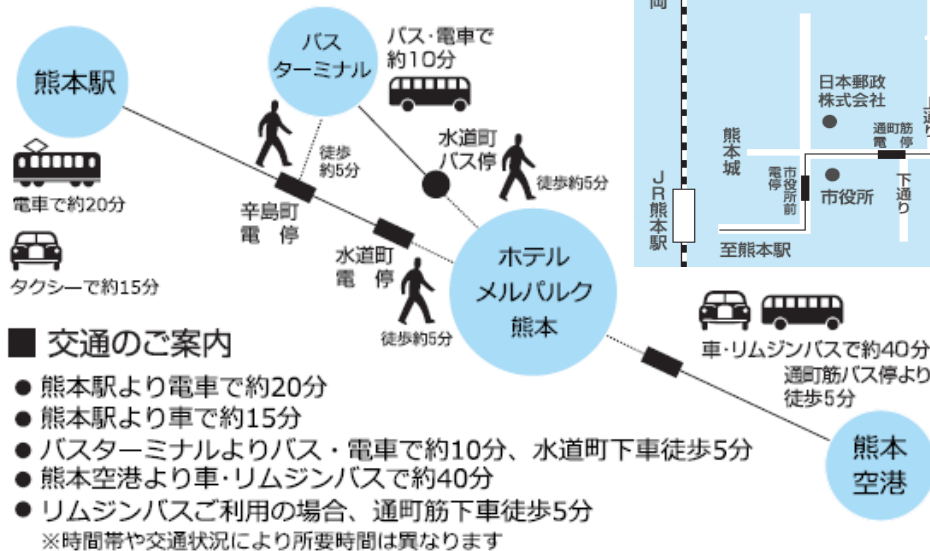 熊本駅
電車で約20分
タクシーで約15分
バス
ターミナル
バス・電車で
約10分
徒歩
約5分
辛島町
電　停
水道町
バス停
徒歩約5分
水道町
電　停
徒歩約5分
ホテル
メルパルク
熊本
車・リムジンバスで約40分
通町筋バス停より
徒歩5分
熊本
空港
日本郵政
株式会社
熊本城
通町筋
電　停
市役所前
電停
市役所
下通り
上通り
JR熊本駅
至熊本駅
■ 交通のご案内
● 熊本駅より電車で約20分
● 熊本駅より車で約15分
● バスターミナルよりバス・電車で約10分、水道町下車徒歩5分
● 熊本空港より車・リムジンバスで約40分
● リムジンバスご利用の場合、通町筋下車徒歩5分
※時間帯や交通状況により所要時間は異なります